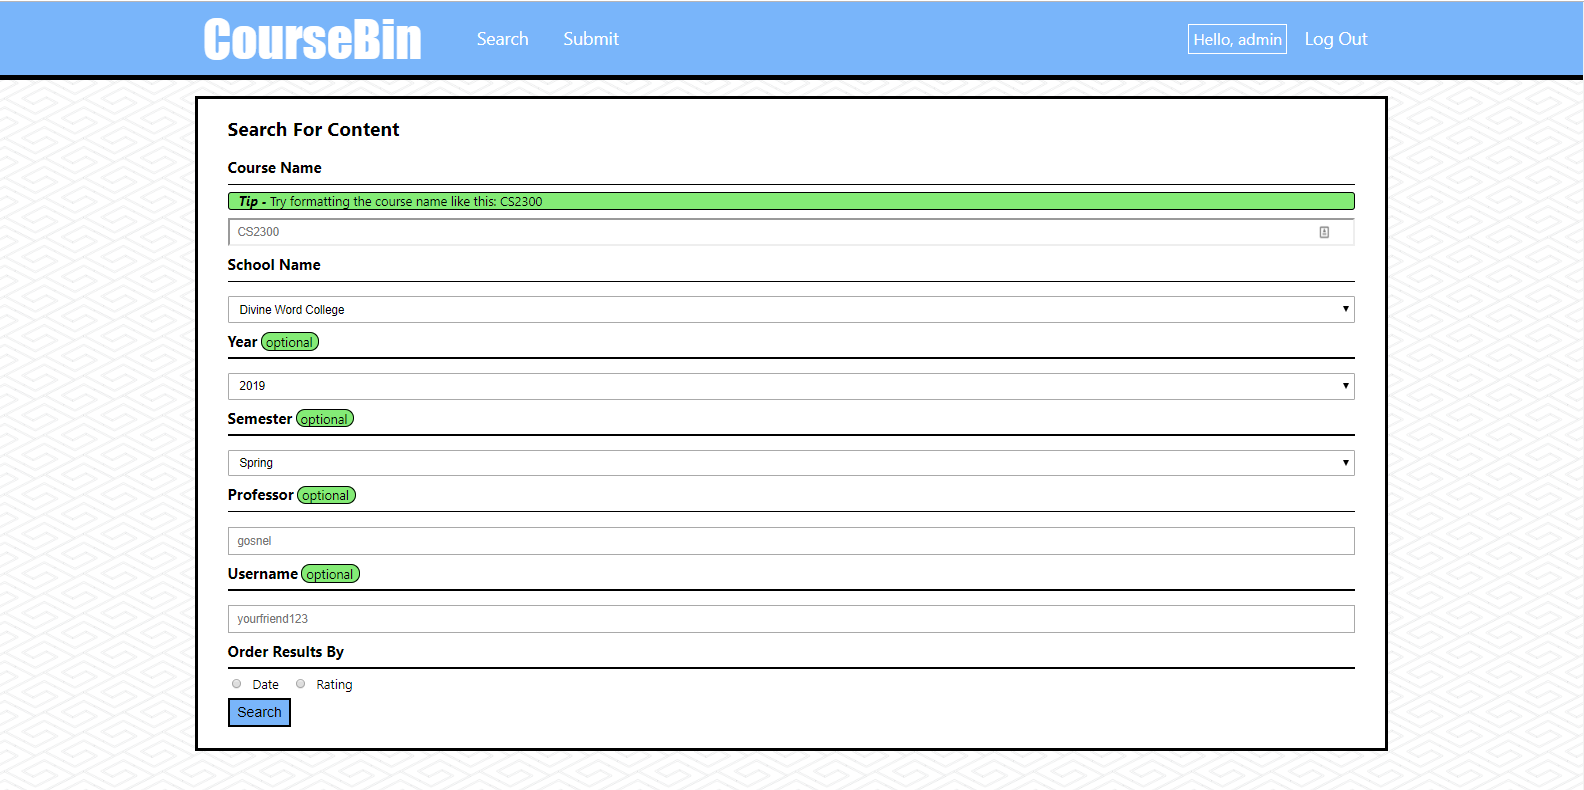 CourseBin Search Submit Hello, admin Log Out
Search For Content
Course Name
Tip - Try formatting the course name like this: CS2300
CS2300
School Name
Divine Word College
Year optional
2019
Semester optional
Spring
Professor optional
gosnel
Username optional
yourfriend123
Order Results By
Date Rating
Search